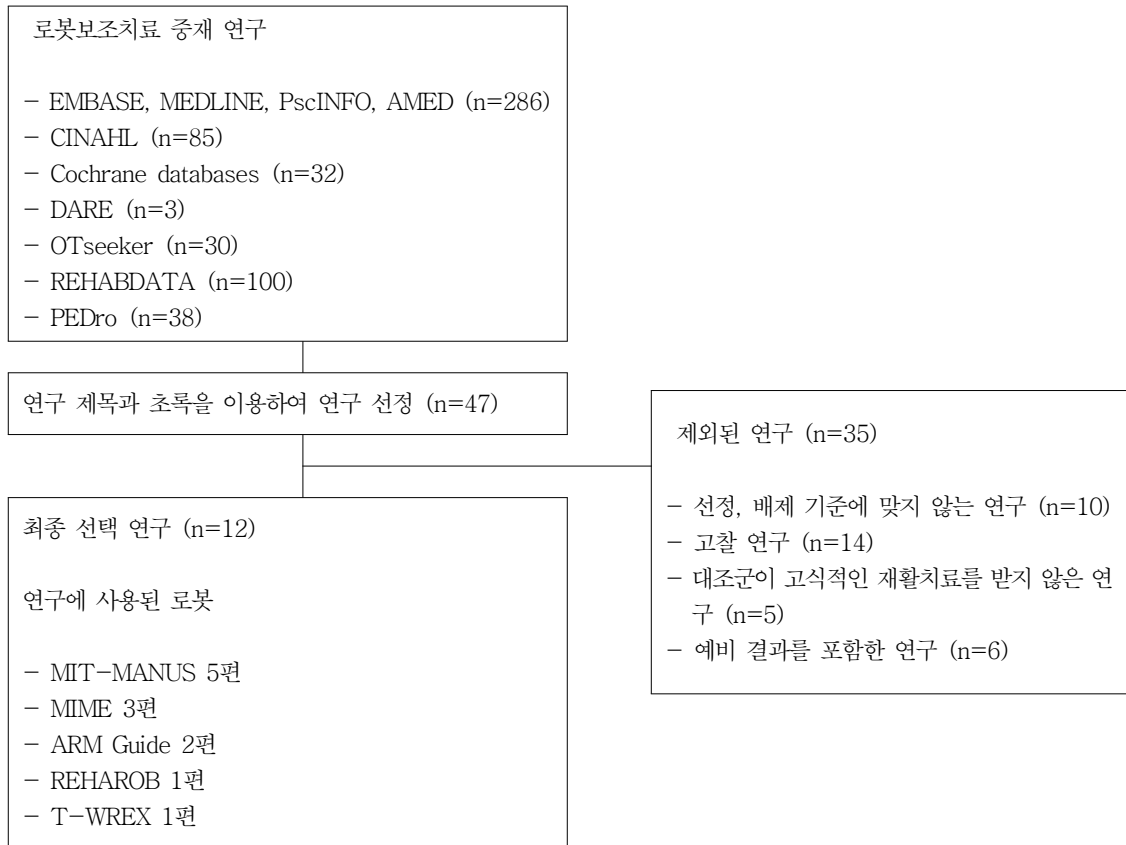 로봇보조치료 중재 연구
- EMBASE, MEDLINE, PscINFO, AMED (n=286)
- CINAHL (n=85)
- Cochrane databases (n=32)
- DARE (n=3)
- OTseeker (n=30)
- REHABDATA (n=100)
- PEDro (n=38)
연구 제목과 초록을 이용하여 연구 선정 (n=47)
제외된 연구 (n=35)
- 선정, 배제 기준에 맞지 않는 연구 (n=10)
- 고찰 연구 (n=14)
- 대조군이 고식적인 재활치료를 받지 않은 연
구 (n=5)
- 예비 결과를 포함한 연구 (n=6)
최종 선택 연구 (n=12)
연구에 사용된 로봇
- MIT-MANUS 5편
- MIME 3편
- ARM Guide 2편
- REHAROB 1편
- T-WREX 1편